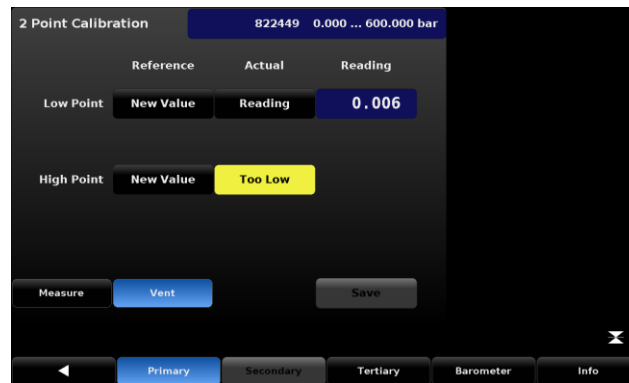 2 Point Calibration 822449 0.000 ... 600.000 bar
Reference Actual Reading
Low Point New Value Reading 0.006
High Point New Value Too Low
Measure Vent Save
Primary Secondary Tertiary Barometer Info